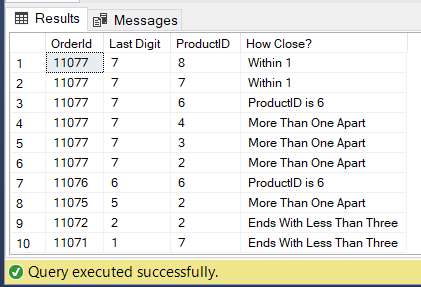 Results Messages
OrderId Last Digit ProductID How Close?
1 11077 7 8 Within 1
2 11077 7 7 Within 1
3 11077 7 6 ProductID is 6
4 11077 7 4 More Than One Apart
5 11077 7 3 More Than One Apart
6 11077 7 2 More Than One Apart
7 11076 6 6 ProductID is 6
8 11075 5 2 More Than One Apart
9 11072 2 2 Ends With Less Than Three
10 11071 1 7 Ends With Less Than Three
Query executed successfully.